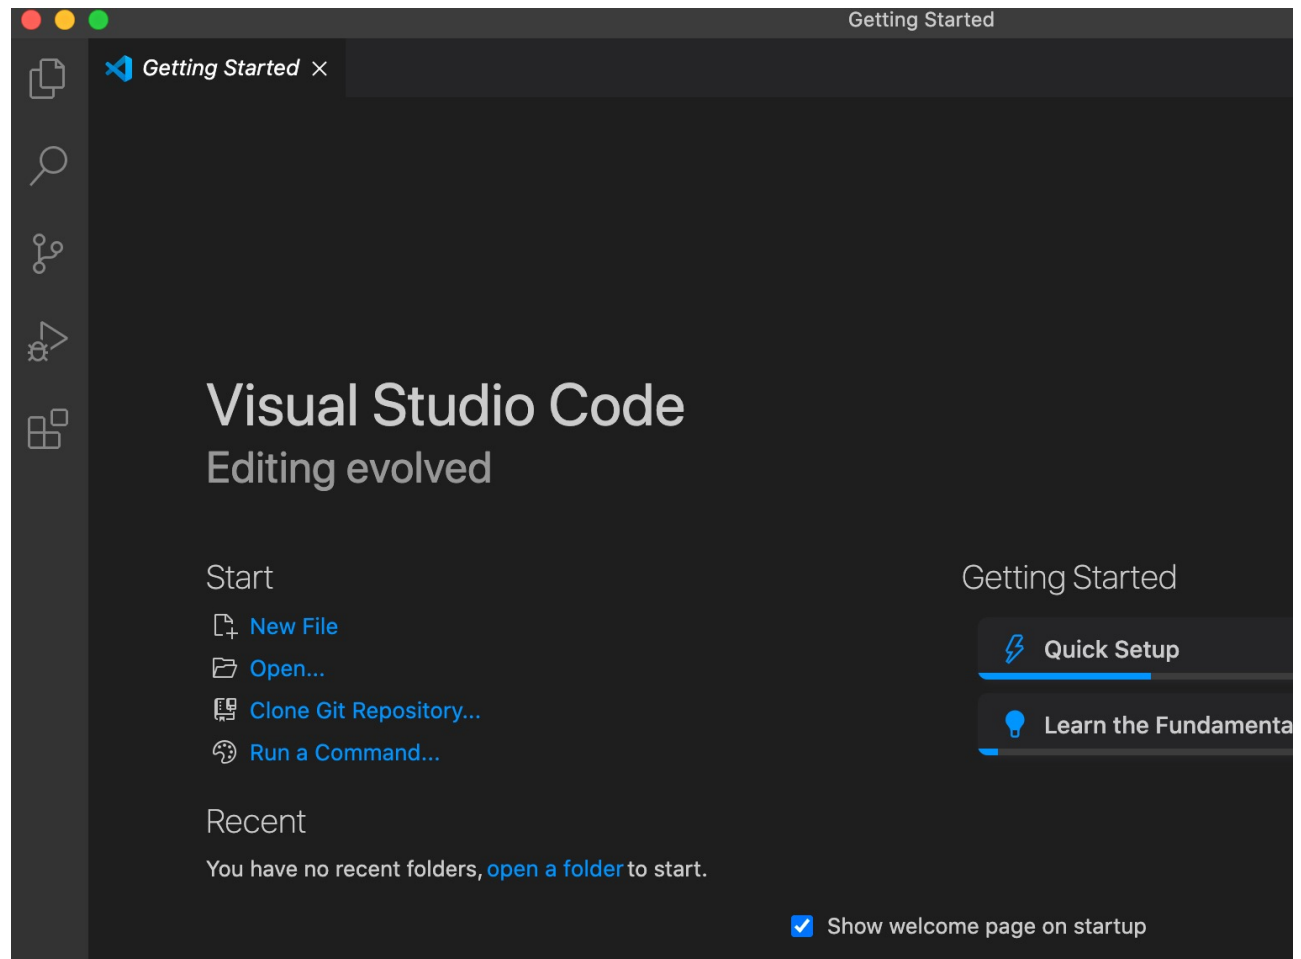 Getting Started
Getting Started
Visual Studio Code
Editing evolved
Start
New File
Open...
Clone Git Repository...
Run a Command...
Recent
You have no recent folders, open a folder to start.
Getting Started
Quick Setup
Learn the Fundamenta
Show welcome page on startup